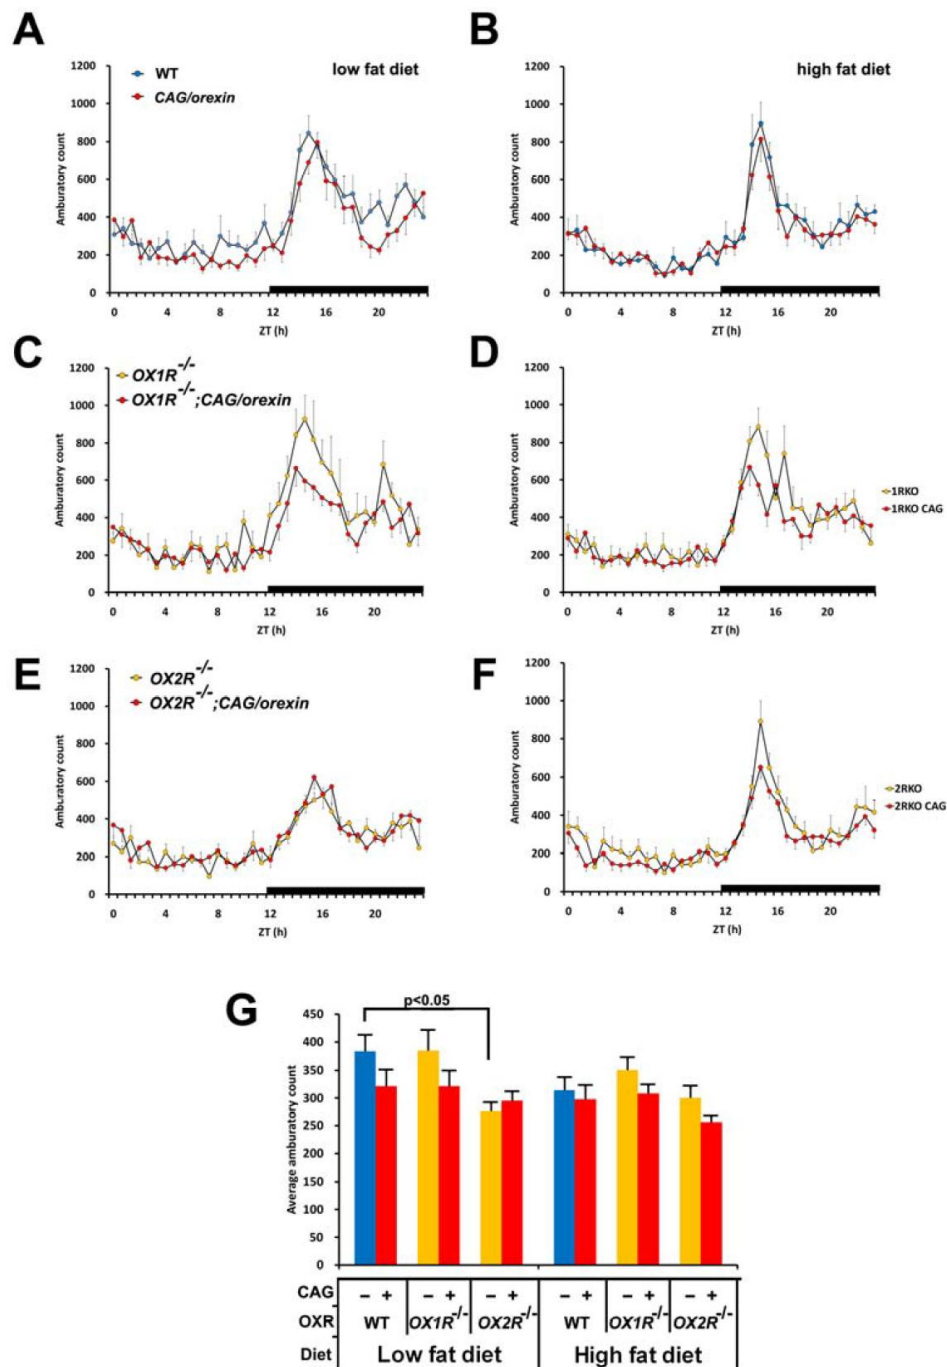 A
WT
CAG/orexin
low fat diet
1200
1000
800
600
400
200
0
Amburatory count
0 4 8 12 16 20
ZT (h)
B
high fat diet
1200
1000
800
600
400
200
0
Amburatory count
0 4 8 12 16 20
ZT (h)
C
OX1R-/-
OX1R-/-;CAG/orexin
1200
1000
800
600
400
200
0
Amburatory count
0 4 8 12 16 20
ZT (h)
D
1200
1000
800
600
400
200
0
Amburatory count
0 4 8 12 16 20
ZT (h)
1RKO
1RKO CAG
E
OX2R-/-
OX2R-/-;CAG/orexin
1200
1000
800
600
400
200
0
Amburatory count
0 4 8 12 16 20
ZT (h)
F
1200
1000
800
600
400
200
0
Amburatory count
0 4 8 12 16 20
ZT (h)
2RKO
2RKO CAG
G
p<0.05
450
400
350
300
250
200
150
100
50
0
Average amburatory count
CAG − + − + − + − + − + − +
OXR WT OX1R-/- OX2R-/- WT OX1R-/- OX2R-/-
Diet Low fat diet High fat diet